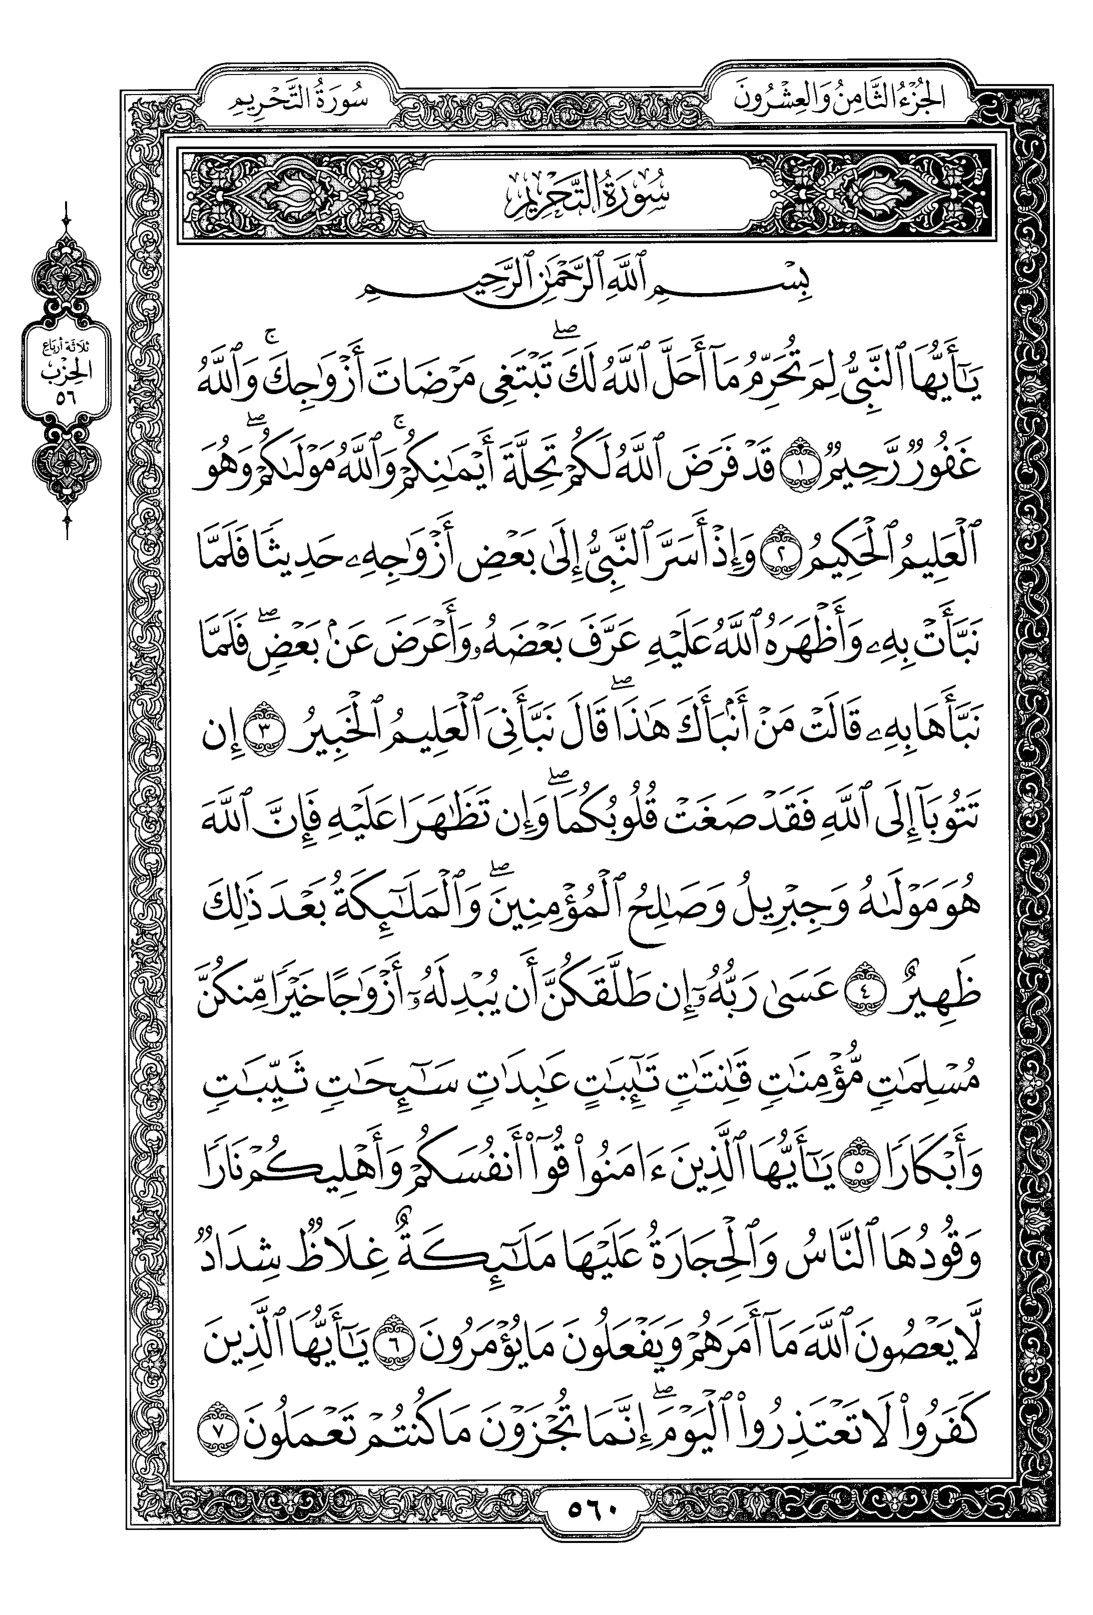 الجُزْءُ الثَّامِنُ وَالعِشْرُونَ
سُورَةُ التَّحْرِيمِ
سُورَةُ التَّحْرِيمِ
بِسْمِ ٱللَّهِ ٱلرَّحْمَٰنِ ٱلرَّحِيمِ
يَٰٓأَيُّهَا ٱلنَّبِىُّ لِمَ تُحَرِّمُ مَآ أَحَلَّ ٱللَّهُ لَكَ ۖ تَبْتَغِى مَرْضَاتَ أَزْوَٰجِكَ ۚ وَٱللَّهُ
غَفُورٌ رَّحِيمٌ ١ قَدْ فَرَضَ ٱللَّهُ لَكُمْ تَحِلَّةَ أَيْمَٰنِكُمْ ۚ وَٱللَّهُ مَوْلَىٰكُمْ ۖ وَهُوَ
ٱلْعَلِيمُ ٱلْحَكِيمُ ٢ وَإِذْ أَسَرَّ ٱلنَّبِىُّ إِلَىٰ بَعْضِ أَزْوَٰجِهِۦ حَدِيثًا فَلَمَّا
نَبَّأَتْ بِهِۦ وَأَظْهَرَهُ ٱللَّهُ عَلَيْهِ عَرَّفَ بَعْضَهُۥ وَأَعْرَضَ عَنۢ بَعْضٍ ۖ فَلَمَّا
نَبَّأَهَا بِهِۦ قَالَتْ مَنْ أَنۢبَأَكَ هَٰذَا ۖ قَالَ نَبَّأَنِىَ ٱلْعَلِيمُ ٱلْخَبِيرُ ٣ إِن
تَتُوبَآ إِلَى ٱللَّهِ فَقَدْ صَغَتْ قُلُوبُكُمَا ۖ وَإِن تَظَٰهَرَا عَلَيْهِ فَإِنَّ ٱللَّهَ
هُوَ مَوْلَىٰهُ وَجِبْرِيلُ وَصَٰلِحُ ٱلْمُؤْمِنِينَ ۖ وَٱلْمَلَٰٓئِكَةُ بَعْدَ ذَٰلِكَ
ظَهِيرٌ ٤ عَسَىٰ رَبُّهُۥٓ إِن طَلَّقَكُنَّ أَن يُبْدِلَهُۥٓ أَزْوَٰجًا خَيْرًا مِّنكُنَّ
مُسْلِمَٰتٍ مُّؤْمِنَٰتٍ قَٰنِتَٰتٍ تَٰٓئِبَٰتٍ عَٰبِدَٰتٍ سَٰٓئِحَٰتٍ ثَيِّبَٰتٍ
وَأَبْكَارًا ٥ يَٰٓأَيُّهَا ٱلَّذِينَ ءَامَنُوا۟ قُوٓا۟ أَنفُسَكُمْ وَأَهْلِيكُمْ نَارًا
وَقُودُهَا ٱلنَّاسُ وَٱلْحِجَارَةُ عَلَيْهَا مَلَٰٓئِكَةٌ غِلَاظٌ شِدَادٌ
لَّا يَعْصُونَ ٱللَّهَ مَآ أَمَرَهُمْ وَيَفْعَلُونَ مَا يُؤْمَرُونَ ٦ يَٰٓأَيُّهَا ٱلَّذِينَ
كَفَرُوا۟ لَا تَعْتَذِرُوا۟ ٱلْيَوْمَ ۖ إِنَّمَا تُجْزَوْنَ مَا كُنتُمْ تَعْمَلُونَ ٧
ثلاثة أرباع
الحِزْب
٥٦
٥٦٠